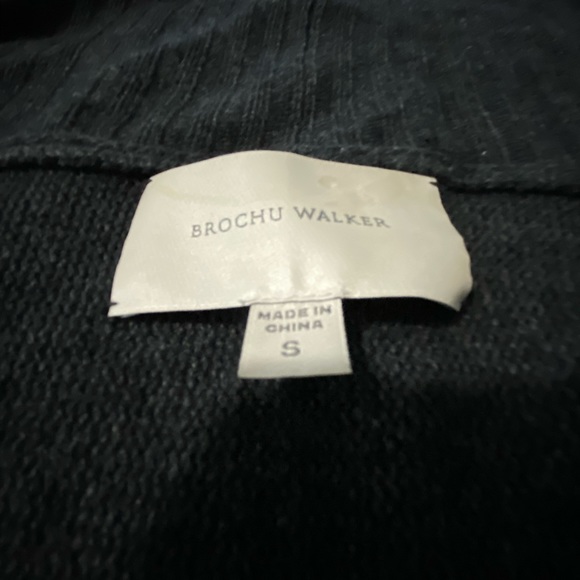 BROCHU WALKER
MADE IN
CHINA
S